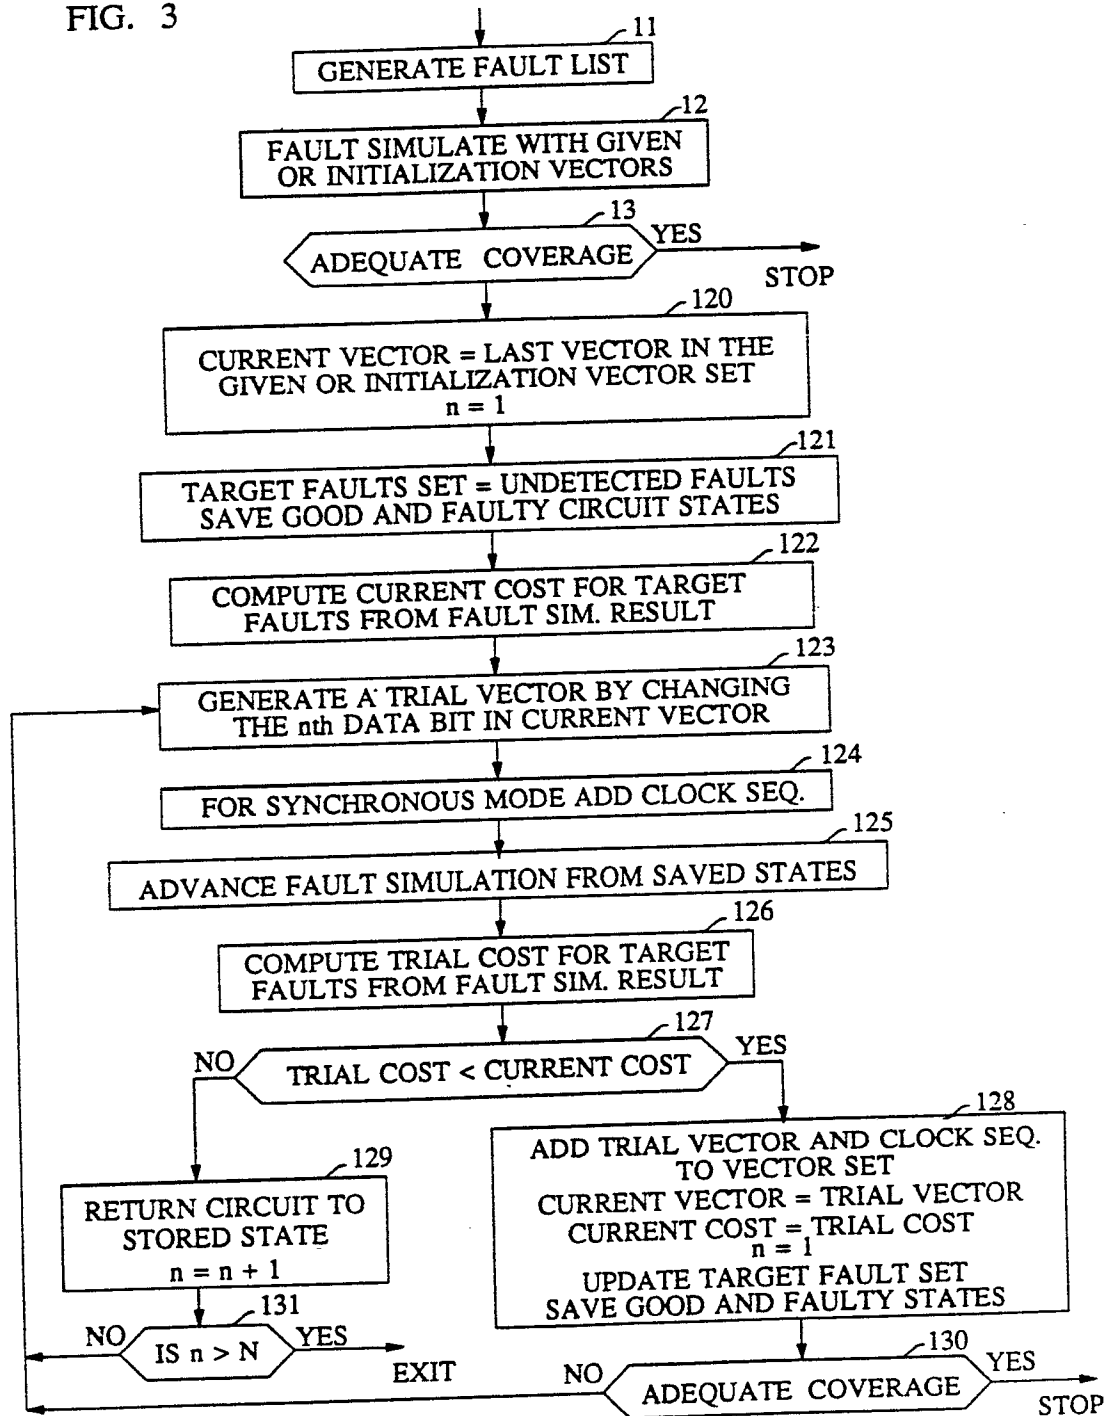 FIG. 3
11
GENERATE FAULT LIST
12
FAULT SIMULATE WITH GIVEN
OR INITIALIZATION VECTORS
13
ADEQUATE COVERAGE
YES
STOP
120
CURRENT VECTOR = LAST VECTOR IN THE
GIVEN OR INITIALIZATION VECTOR SET
n = 1
121
TARGET FAULTS SET = UNDETECTED FAULTS
SAVE GOOD AND FAULTY CIRCUIT STATES
122
COMPUTE CURRENT COST FOR TARGET
FAULTS FROM FAULT SIM. RESULT
123
GENERATE A TRIAL VECTOR BY CHANGING
THE nth DATA BIT IN CURRENT VECTOR
124
FOR SYNCHRONOUS MODE ADD CLOCK SEQ.
125
ADVANCE FAULT SIMULATION FROM SAVED STATES
126
COMPUTE TRIAL COST FOR TARGET
FAULTS FROM FAULT SIM. RESULT
127
NO
TRIAL COST < CURRENT COST
YES
128
ADD TRIAL VECTOR AND CLOCK SEQ.
TO VECTOR SET
CURRENT VECTOR = TRIAL VECTOR
CURRENT COST = TRIAL COST
n = 1
UPDATE TARGET FAULT SET
SAVE GOOD AND FAULTY STATES
129
RETURN CIRCUIT TO
STORED STATE
n = n + 1
131
NO
IS n > N
YES
EXIT
130
NO
ADEQUATE COVERAGE
YES
STOP